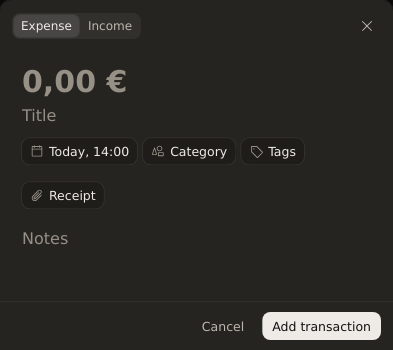 Expense Income
0,00 €
Title
Today, 14:00 Category Tags
Receipt
Notes
Cancel Add transaction